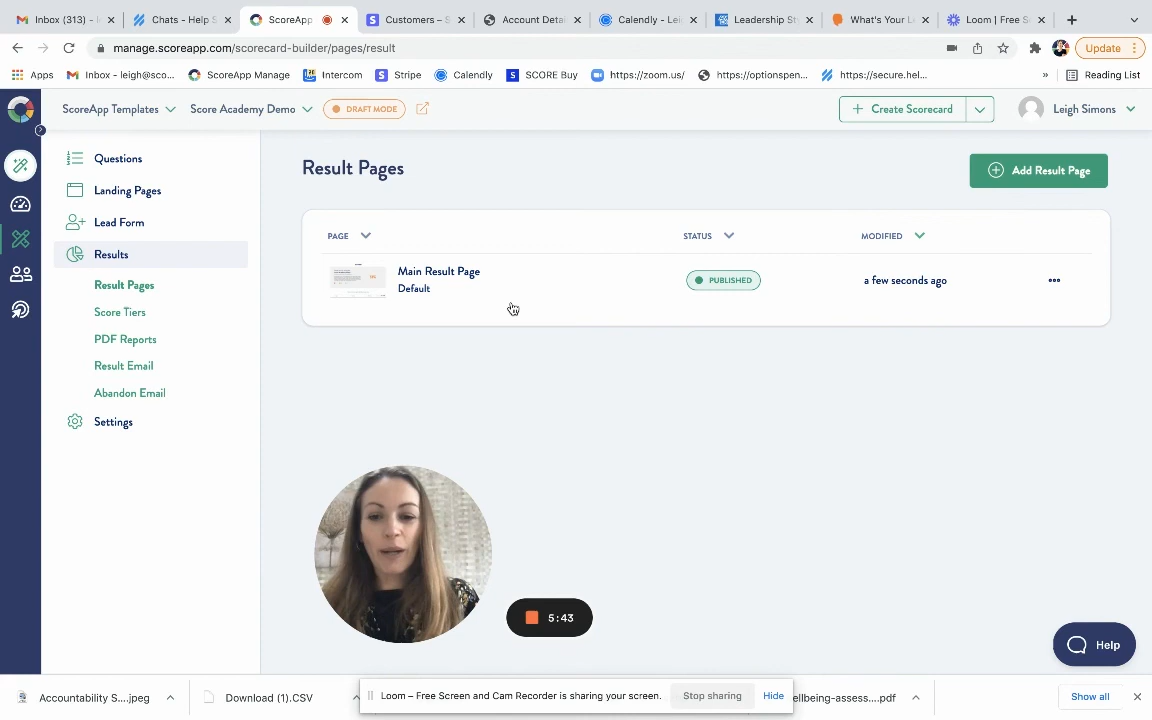 Inbox (313) - l
Chats - Help S
ScoreApp
Customers – S
Account Detai
Calendly - Lei
Leadership St
What's Your L
Loom | Free S
manage.scoreapp.com/scorecard-builder/pages/result
Update
Apps
Inbox - leigh@sco...
ScoreApp Manage
Intercom
Stripe
Calendly
SCORE Buy
https://zoom.us/
https://optionspen...
https://secure.hel...
»
Reading List
ScoreApp Templates
Score Academy Demo
DRAFT MODE
Create Scorecard
Leigh Simons
Questions
Landing Pages
Lead Form
Results
Result Pages
Score Tiers
PDF Reports
Result Email
Abandon Email
Settings
Result Pages
Add Result Page
PAGE
STATUS
MODIFIED
Main Result Page
Default
PUBLISHED
a few seconds ago
5:43
Help
Accountability S....jpeg
Download (1).CSV
Loom – Free Screen and Cam Recorder is sharing your screen.
Stop sharing
Hide
ellbeing-assess....pdf
Show all